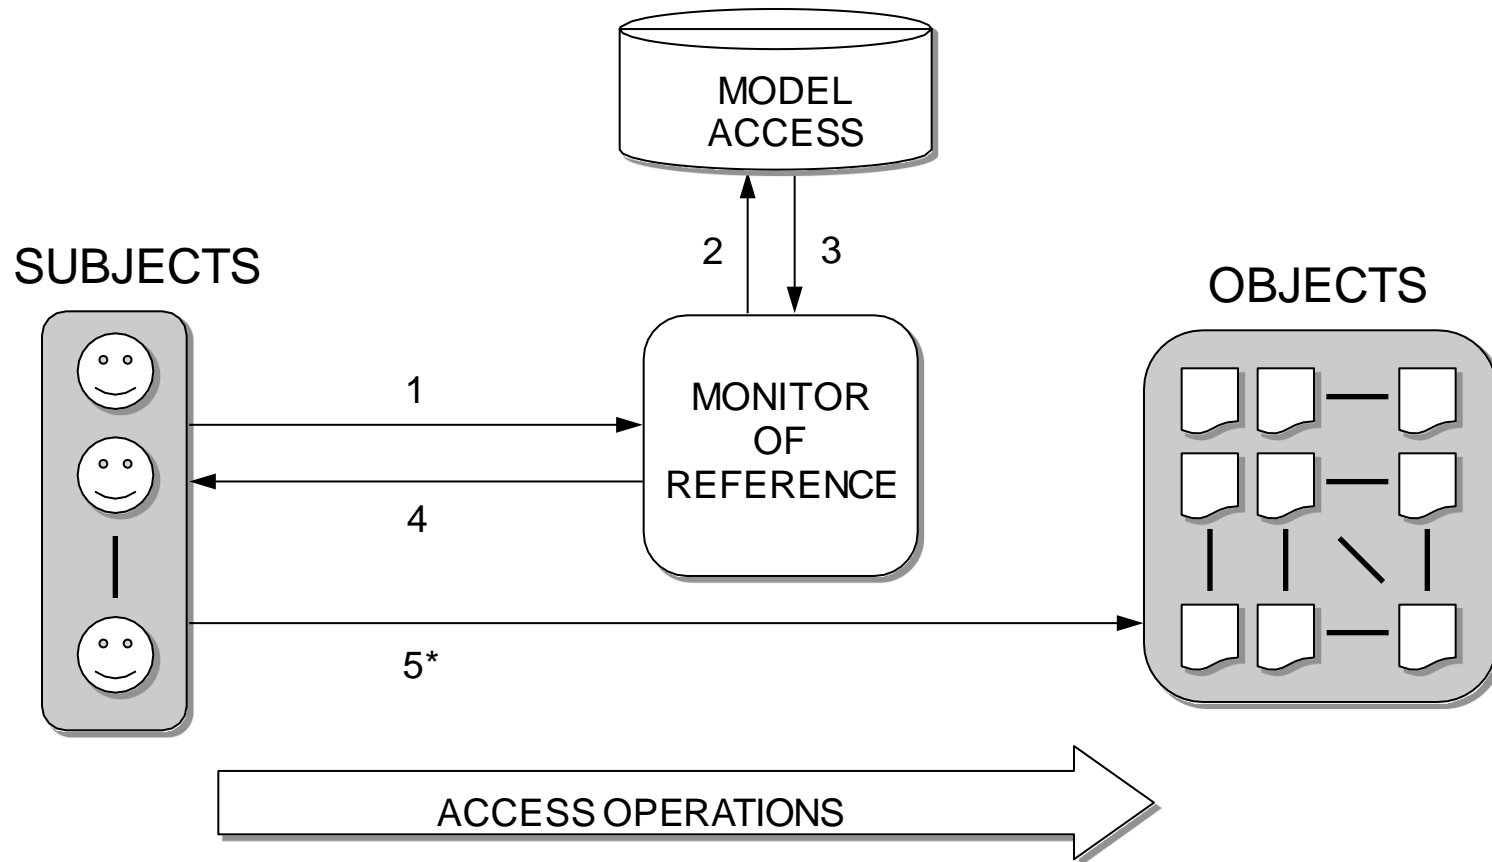 MODEL
ACCESS
2
3
SUBJECTS
OBJECTS
1
MONITOR
OF
REFERENCE
4
5*
ACCESS OPERATIONS